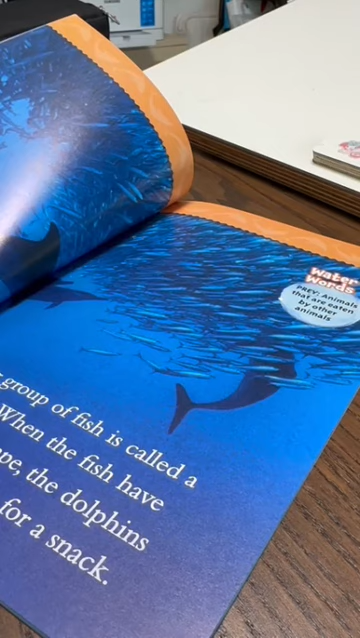 group of fish is called a
When the fish have
the dolphins
for a snack.
Water
Words
PREY: Animals
that are eaten
by other
animals